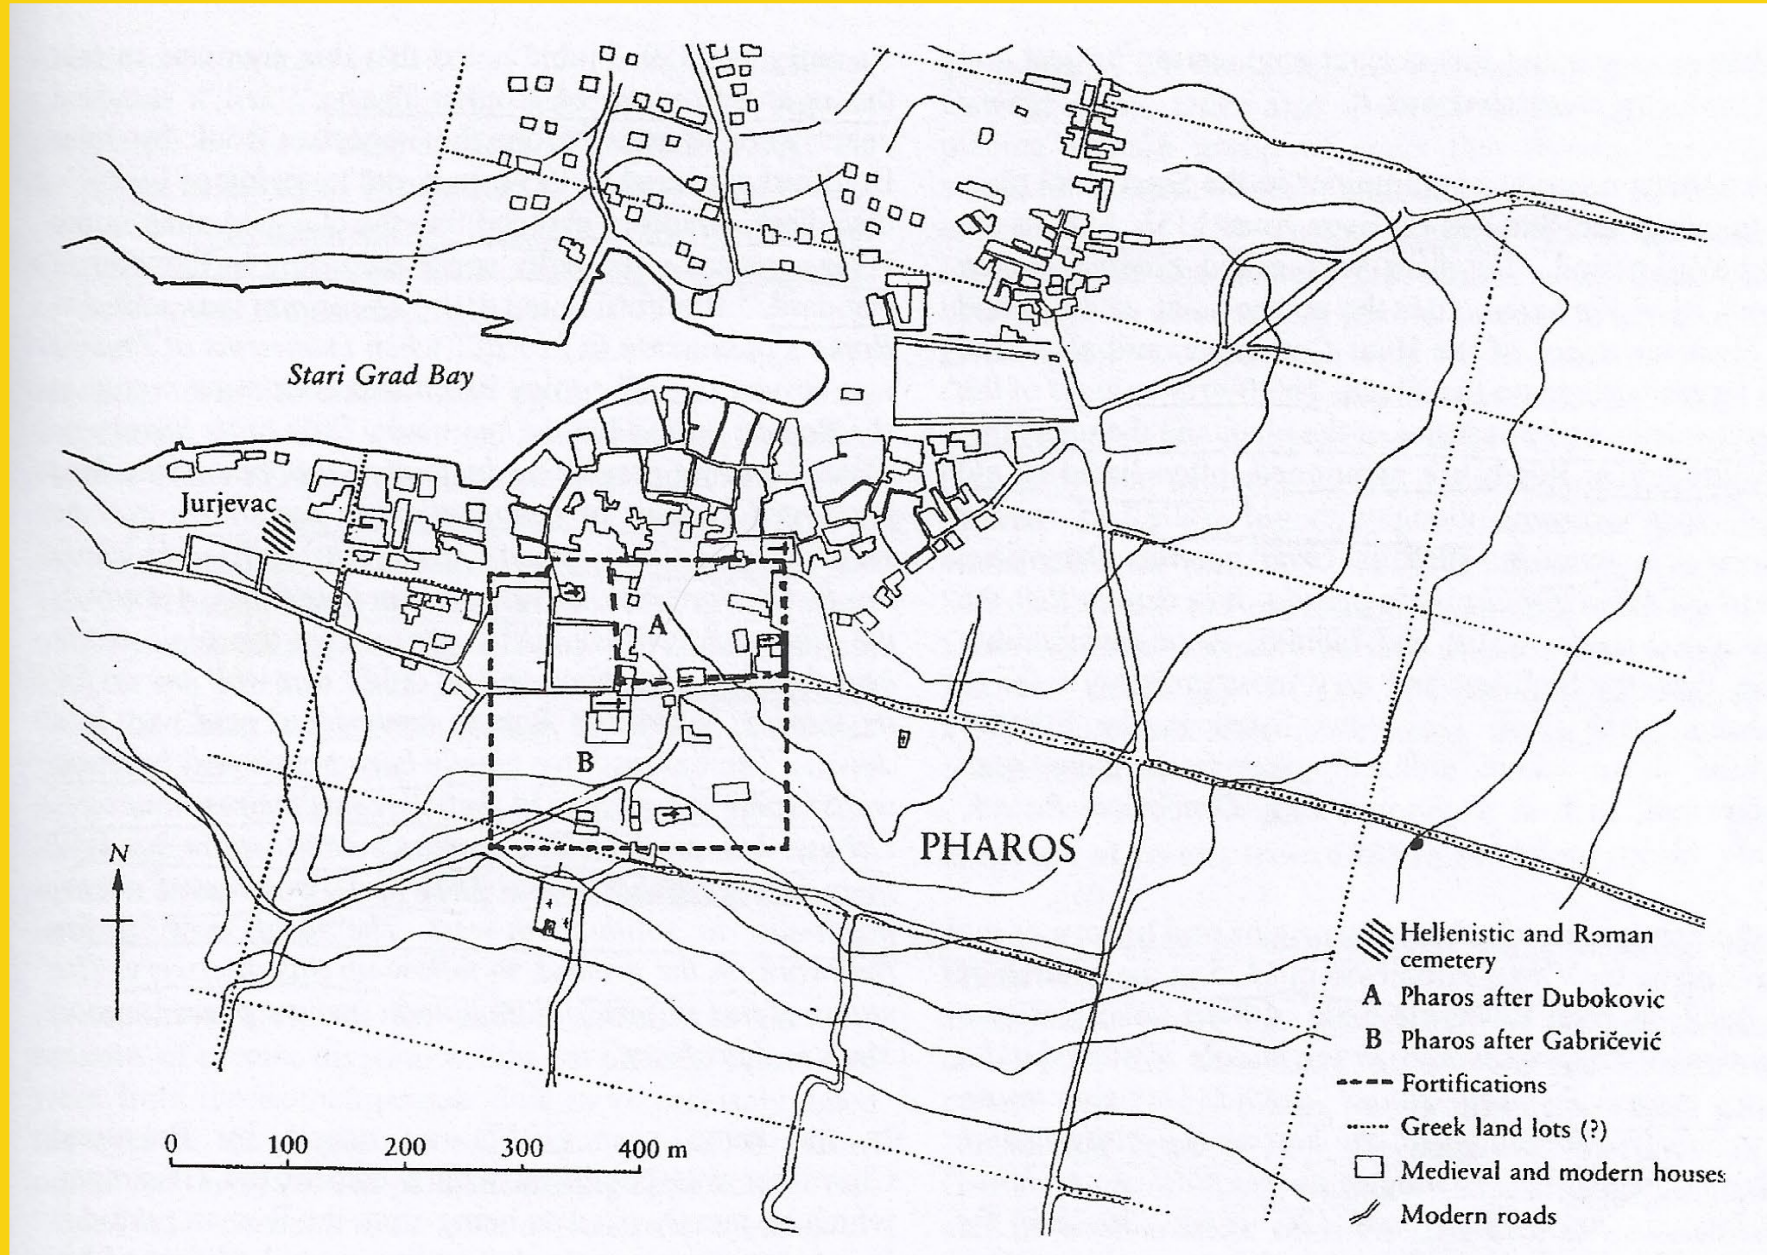 Stari Grad Bay
Jurjevac
A
B
PHAROS
N
0 100 200 300 400 m
Hellenistic and Roman
cemetery
A Pharos after Dubokovic
B Pharos after Gabričević
Fortifications
Greek land lots (?)
Medieval and modern houses
Modern roads